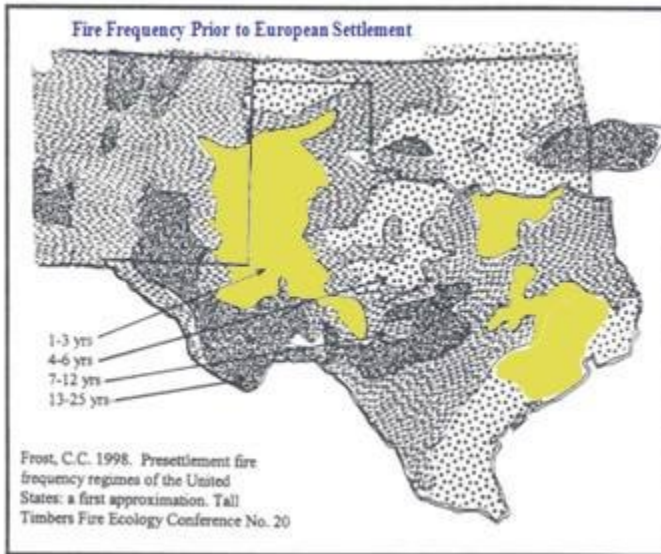 Fire Frequency Prior to European Settlement
1-3 yrs
4-6 yrs
7-12 yrs
13-25 yrs
Frost, C.C. 1998. Presettlement fire
frequency regimes of the United
States: a first approximation. Tall
Timbers Fire Ecology Conference No. 20